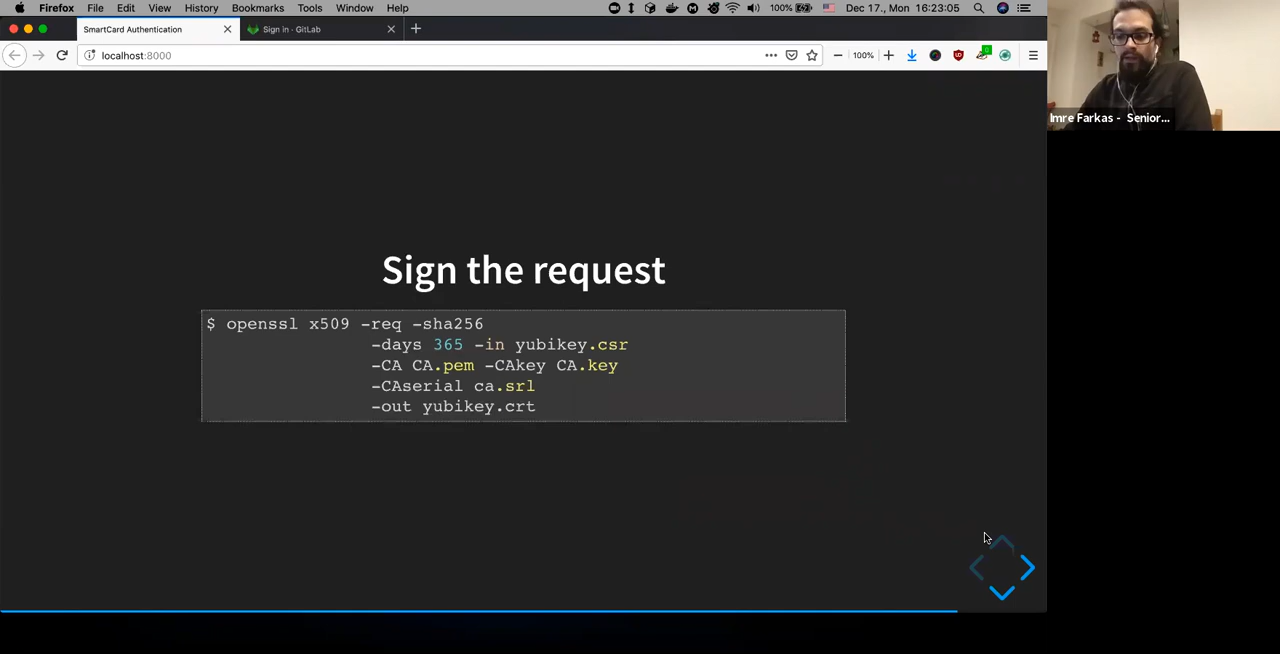 Firefox File Edit View History Bookmarks Tools Window Help 100% Dec 17., Mon 16:23:05
SmartCard Authentication Sign in · GitLab
localhost:8000 100% 0
Imre Farkas - Senior...
Sign the request
$ openssl x509 -req -sha256
-days 365 -in yubikey.csr
-CA CA.pem -CAkey CA.key
-CAserial ca.srl
-out yubikey.crt